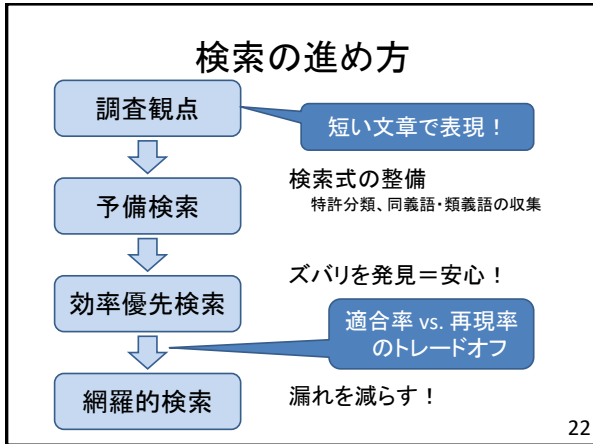 検索の進め方
調査観点
短い文章で表現！
検索式の整備
特許分類、同義語・類義語の収集
予備検索
ズバリを発見＝安心！
効率優先検索
適合率 vs. 再現率
のトレードオフ
網羅的検索
漏れを減らす！
22